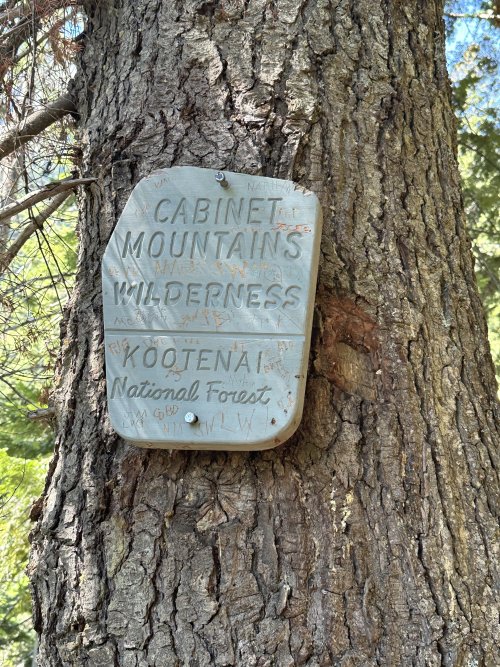 CABINET
MOUNTAINS
WILDERNESS
KOOTENAI
National Forest